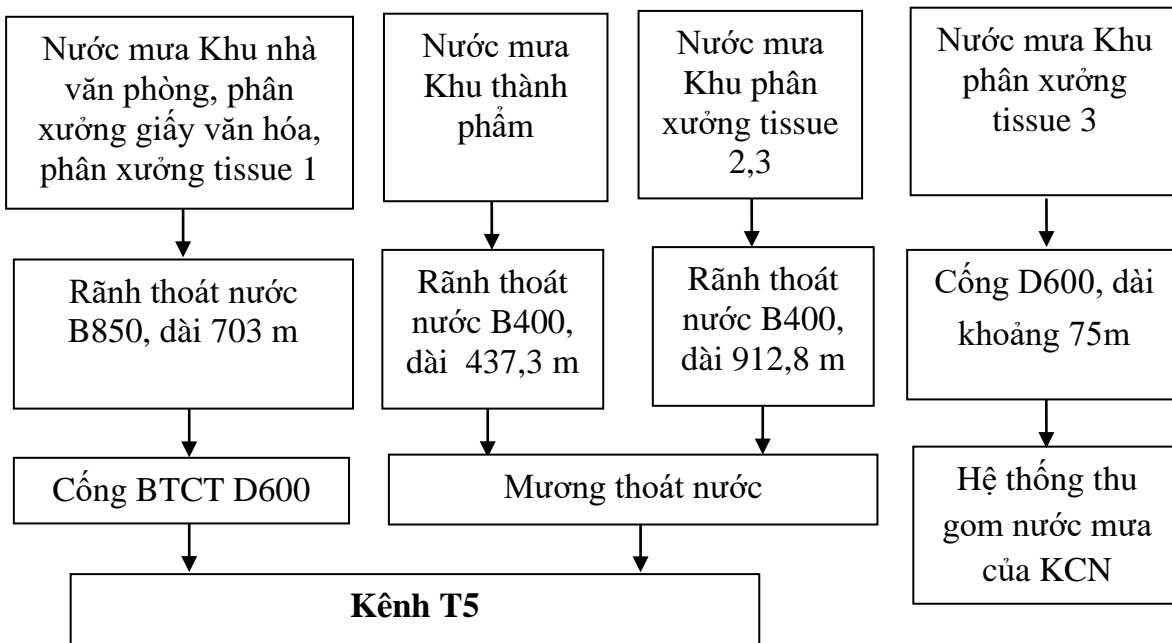 Nước mưa Khu nhà
văn phòng, phân
xưởng giấy văn hóa,
phân xưởng tissue 1
Nước mưa
Khu thành
phẩm
Nước mưa
Khu phân
xưởng tissue
2,3
Nước mưa Khu
phân xưởng
tissue 3
Rãnh thoát nước
B850, dài 703 m
Rãnh thoát
nước B400,
dài 437,3 m
Rãnh thoát
nước B400,
dài 912,8 m
Cống D600, dài
khoảng 75m
Cống BTCT D600
Mương thoát nước
Hệ thống thu
gom nước mưa
của KCN
Kênh T5